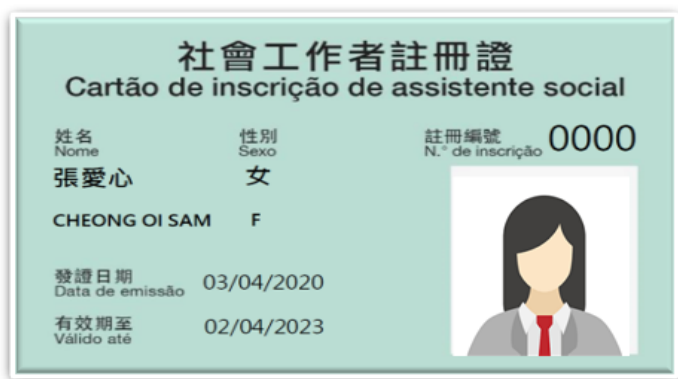 社會工作者註冊證
Cartão de inscrição de assistente social
姓名 性別 註冊編號 0000
Nome Sexo N.° de inscrição
張愛心 女
CHEONG OI SAM F
發證日期 03/04/2020
Data de emissão
有效期至 02/04/2023
Válido até